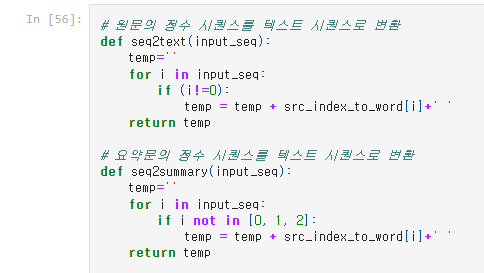 In [56]:
# 원문의 정수 시퀀스를 텍스트 시퀀스로 변환
def seq2text(input_seq):
    temp=''
    for i in input_seq:
        if (i!=0):
            temp = temp + src_index_to_word[i]+' '
    return temp
# 요약문의 정수 시퀀스를 텍스트 시퀀스로 변환
def seq2summary(input_seq):
    temp=''
    for i in input_seq:
        if i not in [0, 1, 2]:
            temp = temp + src_index_to_word[i]+' '
    return temp